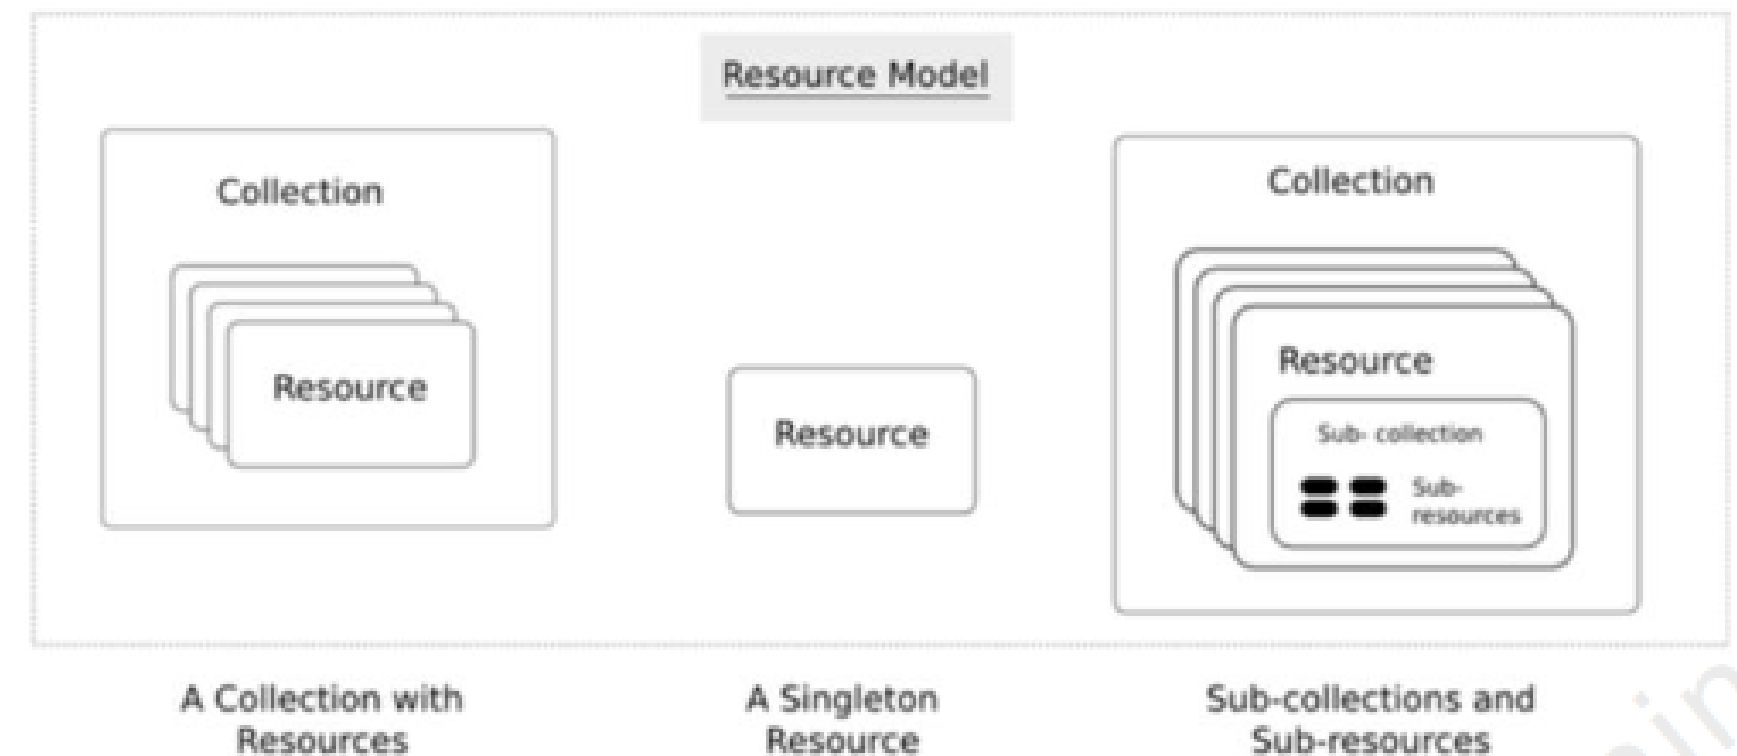 Resource Model
Collection
Resource
Resource
Collection
Resource
Sub- collection
Sub-
resources
A Collection with
Resources
A Singleton
Resource
Sub-collections and
Sub-resources